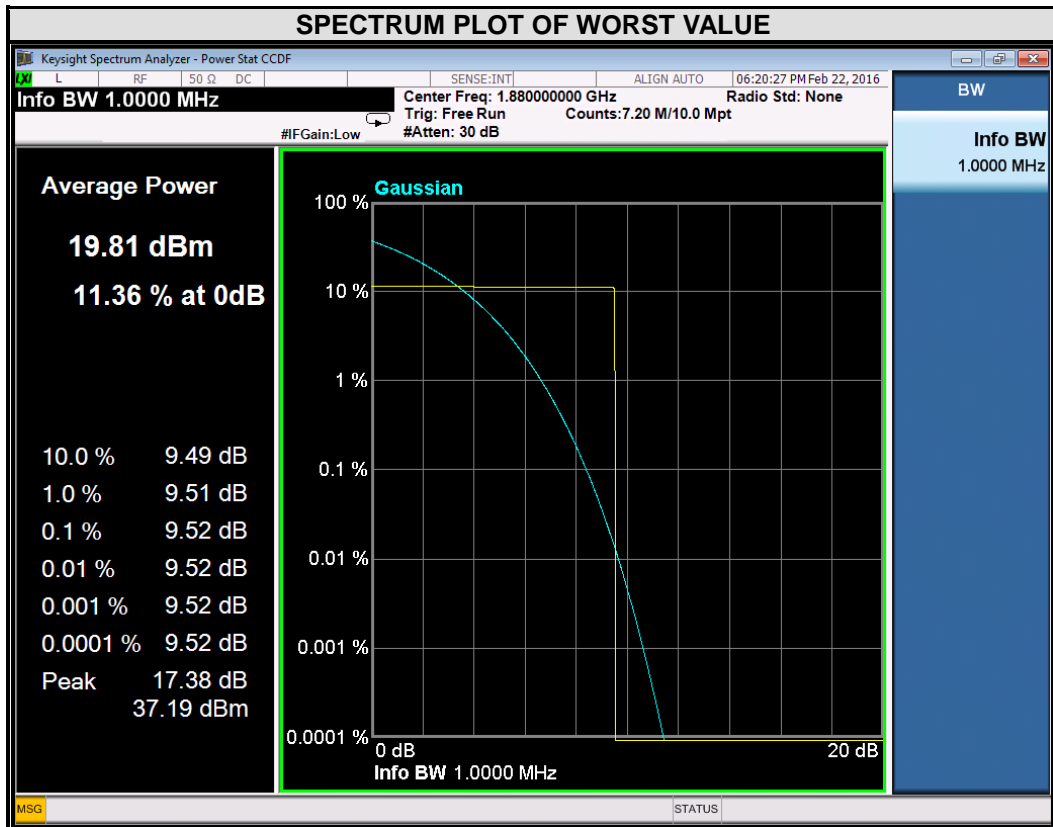 SPECTRUM PLOT OF WORST VALUE
Keysight Spectrum Analyzer - Power Stat CCDF
LXI L RF 50 Ω DC SENSE:INT ALIGN AUTO 06:20:27 PM Feb 22, 2016
Info BW 1.0000 MHz
Center Freq: 1.880000000 GHz Radio Std: None
Trig: Free Run Counts:7.20 M/10.0 Mpt
#IFGain:Low #Atten: 30 dB
BW
Info BW
1.0000 MHz
Average Power
19.81 dBm
11.36 % at 0dB
10.0 % 9.49 dB
1.0 % 9.51 dB
0.1 % 9.52 dB
0.01 % 9.52 dB
0.001 % 9.52 dB
0.0001 % 9.52 dB
Peak 17.38 dB
37.19 dBm
Gaussian
100 %
10 %
1 %
0.1 %
0.01 %
0.001 %
0.0001 %
0 dB 20 dB
Info BW 1.0000 MHz
MSG STATUS